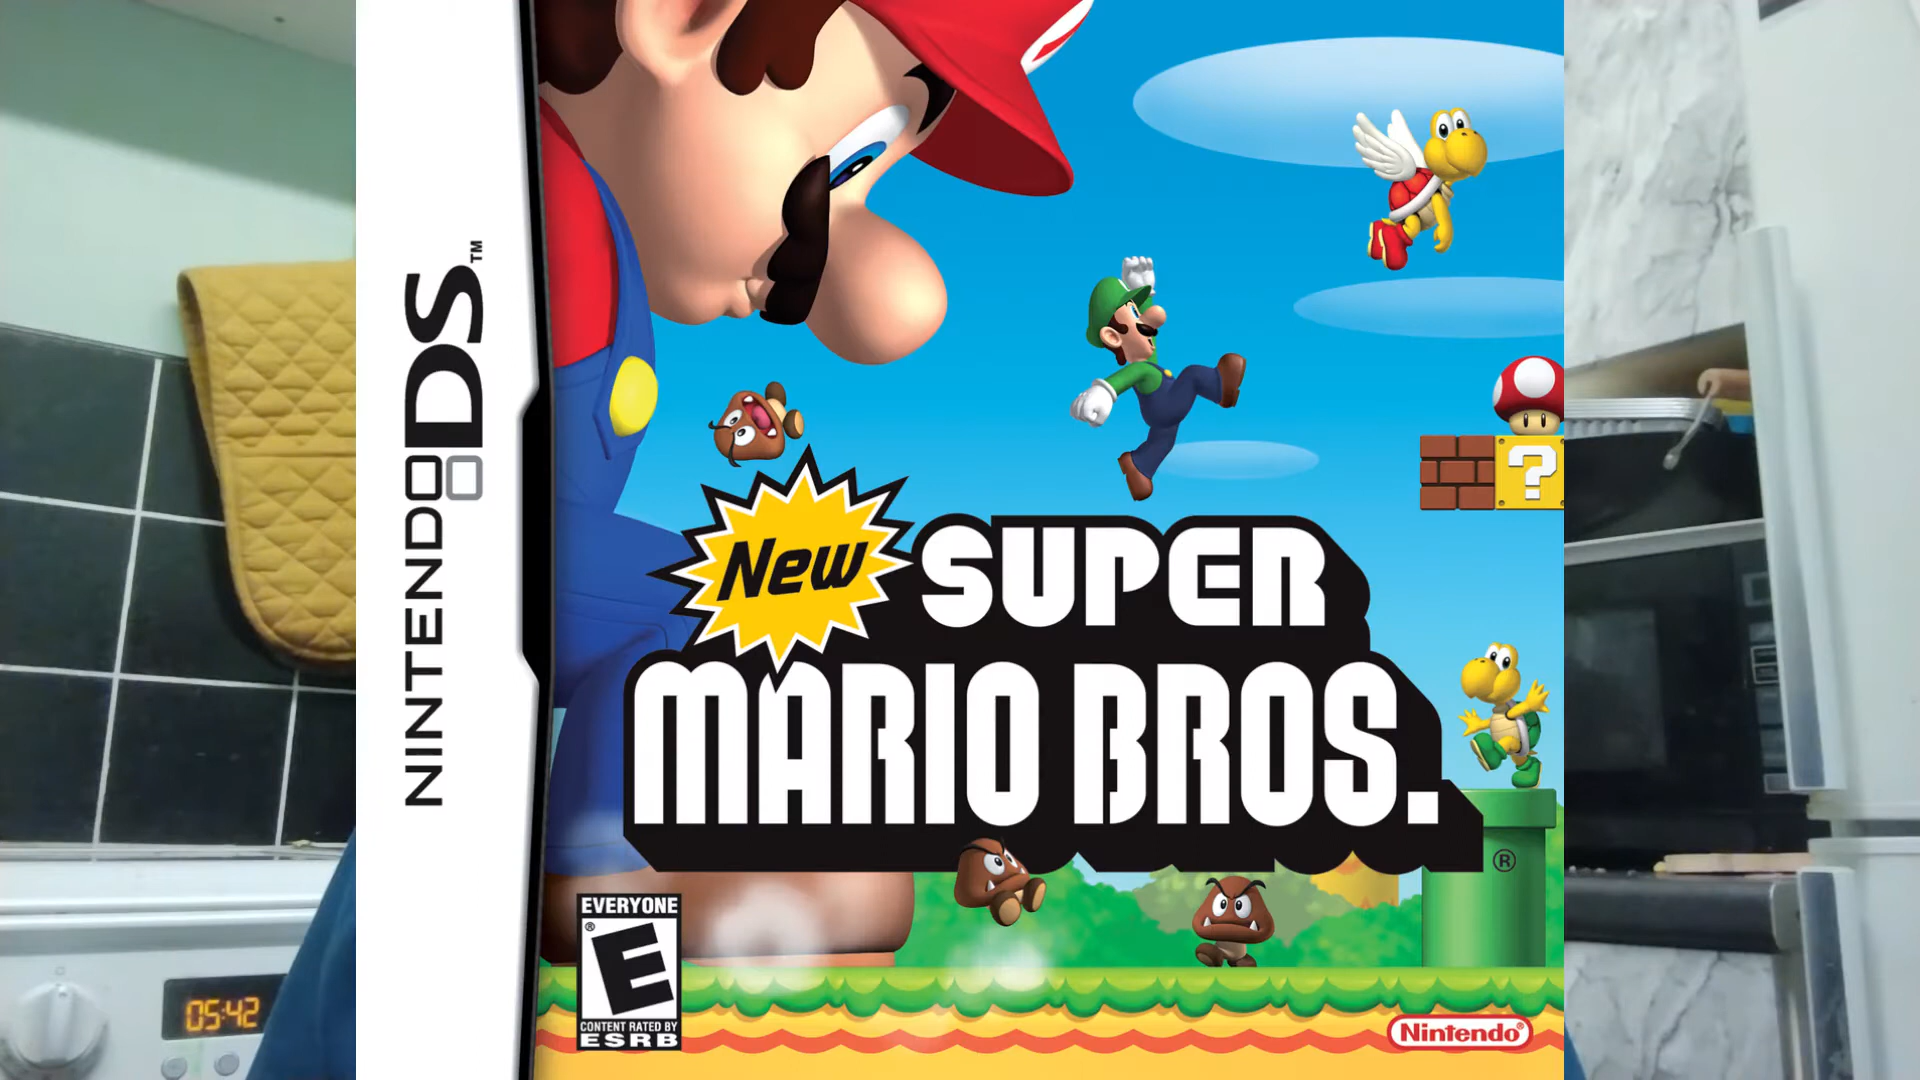 NINTENDO DS™
New SUPER
MARIO BROS.
®
?
EVERYONE
®
E
CONTENT RATED BY
ESRB
Nintendo®
05:42